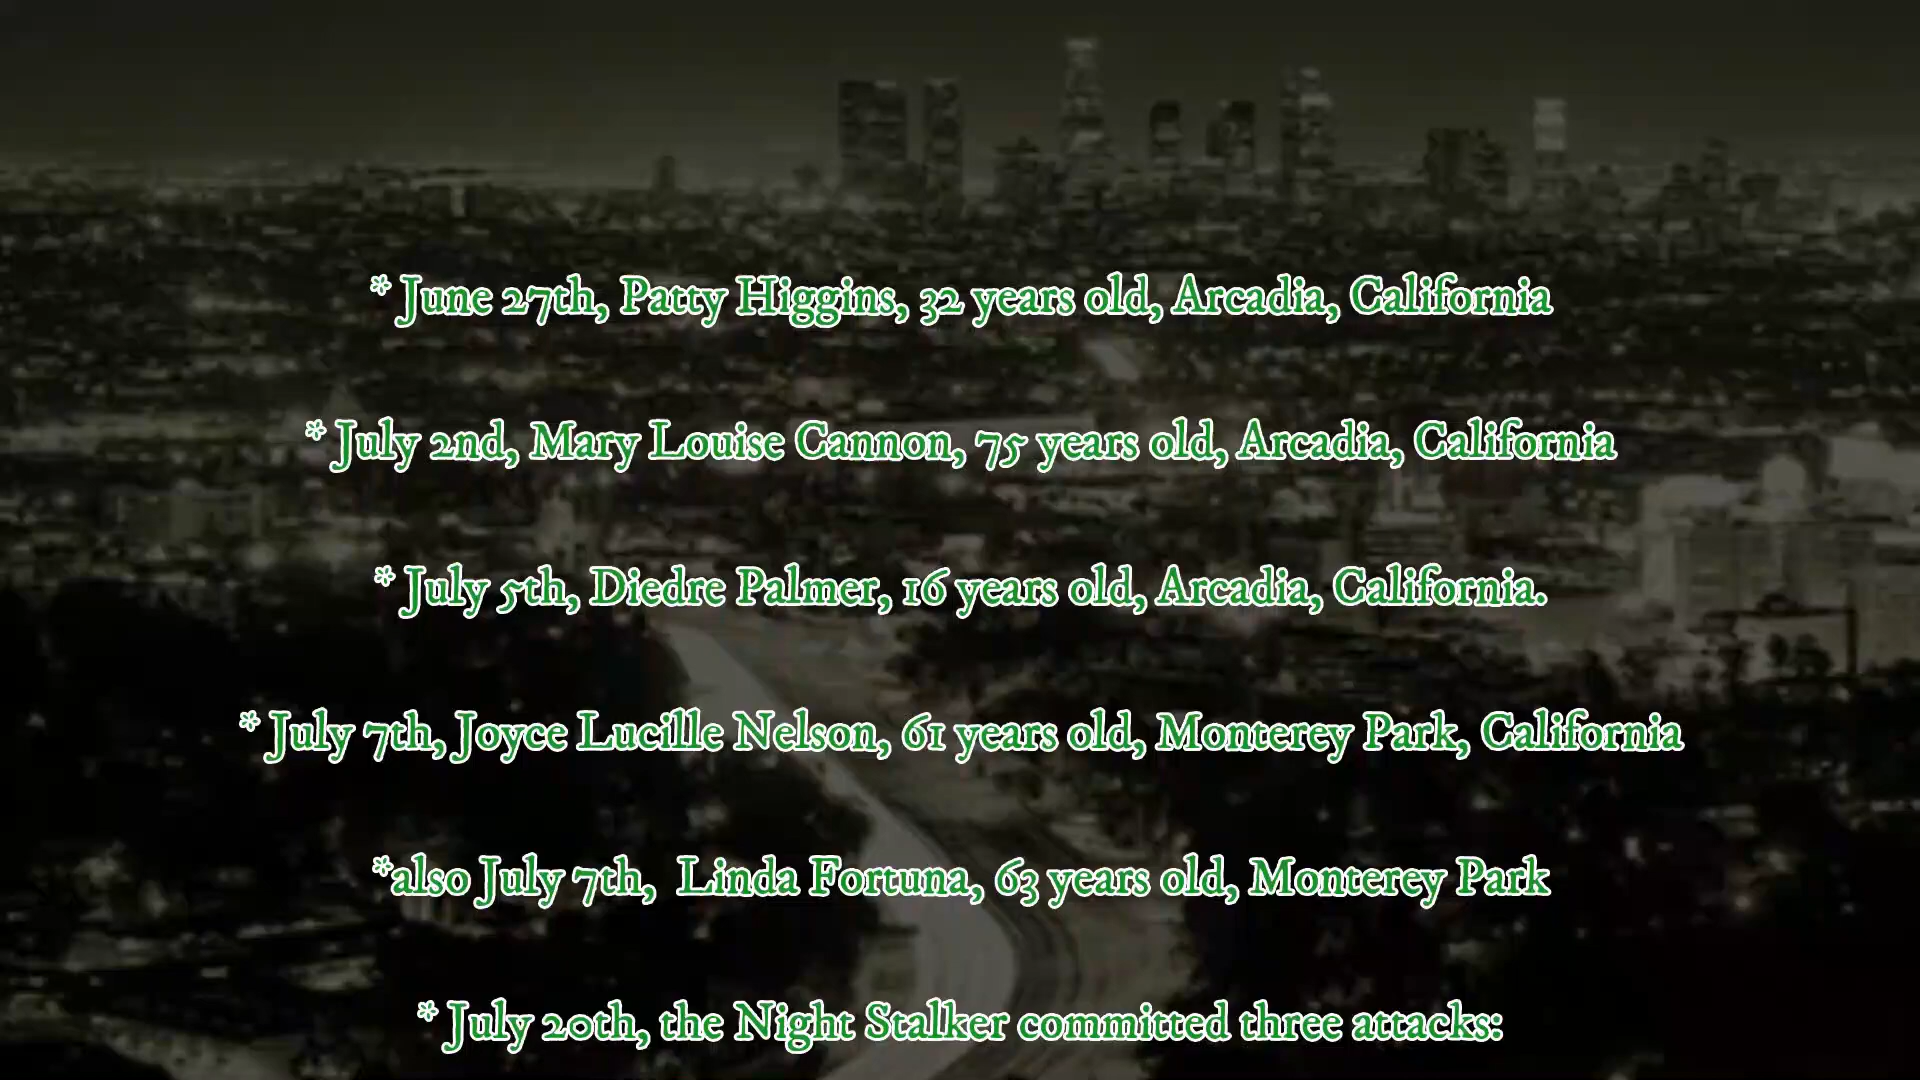 * June 27th, Patty Higgins, 32 years old, Arcadia, California
* July 2nd, Mary Louise Cannon, 75 years old, Arcadia, California
* July 5th, Diedre Palmer, 16 years old, Arcadia, California.
* July 7th, Joyce Lucille Nelson, 61 years old, Monterey Park, California
*also July 7th,  Linda Fortuna, 63 years old, Monterey Park
* July 20th, the Night Stalker committed three attacks: